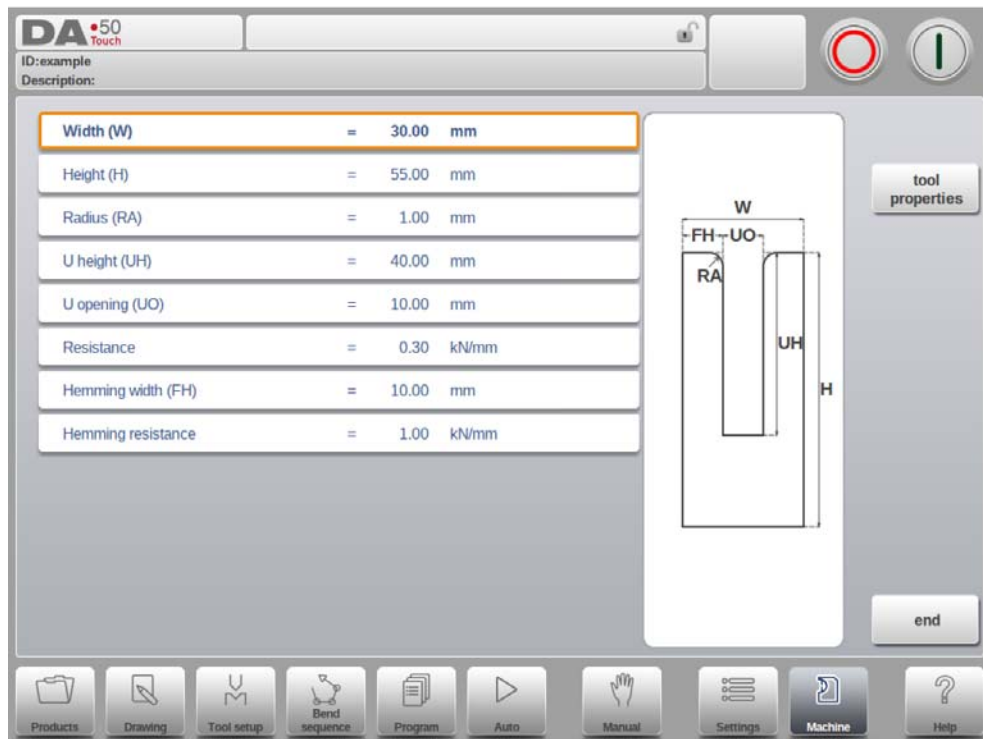 DA•50
Touch
ID:example
Description:
Width (W) = 30.00 mm
Height (H) = 55.00 mm
Radius (RA) = 1.00 mm
U height (UH) = 40.00 mm
U opening (UO) = 10.00 mm
Resistance = 0.30 kN/mm
Hemming width (FH) = 10.00 mm
Hemming resistance = 1.00 kN/mm
W
FH UO
RA
UH
H
tool
properties
end
Products
Drawing
Tool setup
Bend
sequence
Program
Auto
Manual
Settings
Machine
Help